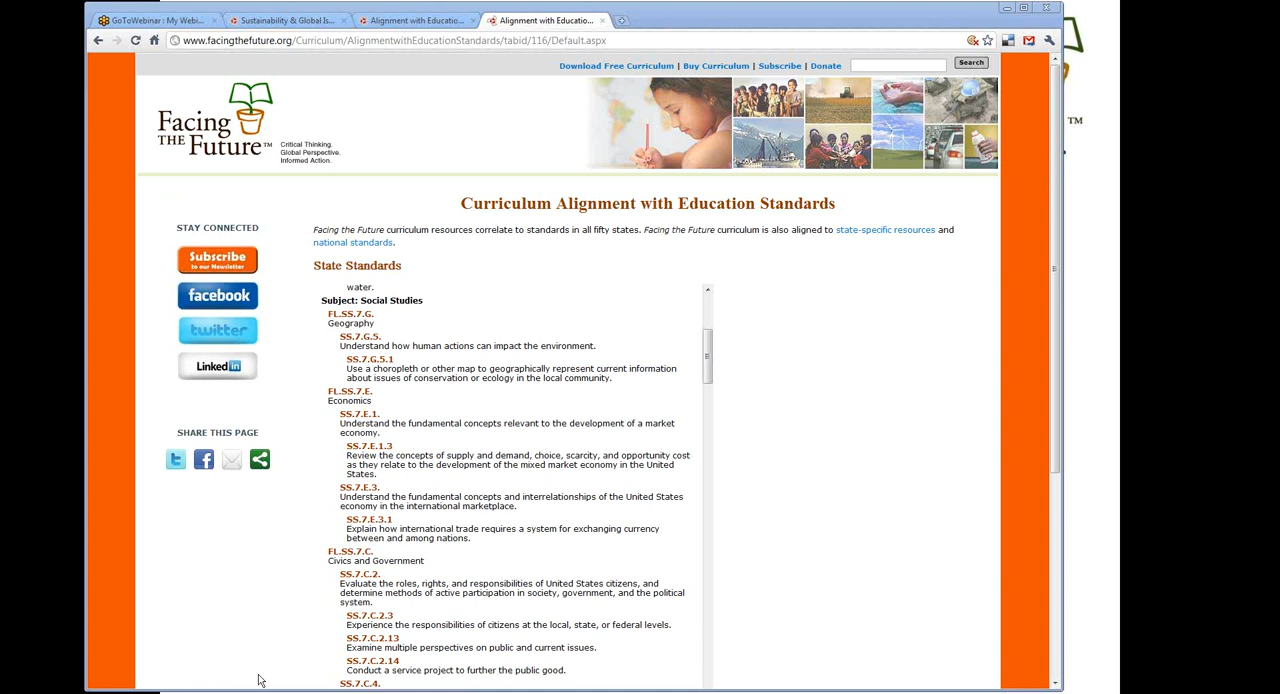 GoToWebinar : My Webi...
Sustainability & Global Is...
Alignment with Educatio...
Alignment with Educatio...
www.facingthefuture.org/Curriculum/AlignmentwithEducationStandards/tabid/116/Default.aspx
Download Free Curriculum | Buy Curriculum | Subscribe | Donate
Search
Facing
THE Future™
Critical Thinking.
Global Perspective.
Informed Action.
TM
Curriculum Alignment with Education Standards
STAY CONNECTED
Subscribe
to our Newsletter
facebook
twitter
Linked in
SHARE THIS PAGE
Facing the Future curriculum resources correlate to standards in all fifty states. Facing the Future curriculum is also aligned to state-specific resources and
national standards.
State Standards
water.
Subject: Social Studies
FL.SS.7.G.
Geography
SS.7.G.5.
Understand how human actions can impact the environment.
SS.7.G.5.1
Use a choropleth or other map to geographically represent current information
about issues of conservation or ecology in the local community.
FL.SS.7.E.
Economics
SS.7.E.1.
Understand the fundamental concepts relevant to the development of a market
economy.
SS.7.E.1.3
Review the concepts of supply and demand, choice, scarcity, and opportunity cost
as they relate to the development of the mixed market economy in the United
States.
SS.7.E.3.
Understand the fundamental concepts and interrelationships of the United States
economy in the international marketplace.
SS.7.E.3.1
Explain how international trade requires a system for exchanging currency
between and among nations.
FL.SS.7.C.
Civics and Government
SS.7.C.2.
Evaluate the roles, rights, and responsibilities of United States citizens, and
determine methods of active participation in society, government, and the political
system.
SS.7.C.2.3
Experience the responsibilities of citizens at the local, state, or federal levels.
SS.7.C.2.13
Examine multiple perspectives on public and current issues.
SS.7.C.2.14
Conduct a service project to further the public good.
SS.7.C.4.